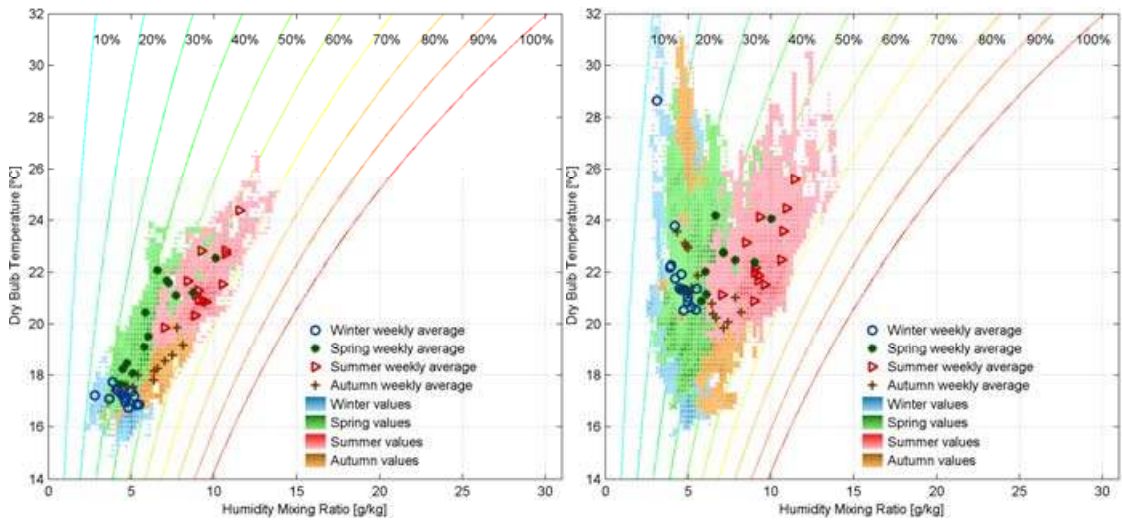 32
30
28
26
24
22
20
18
16
14
10% 20% 30% 40% 50% 60% 70% 80% 90% 100%
Dry Bulb Temperature [ºC]
Winter weekly average
Spring weekly average
Summer weekly average
Autumn weekly average
Winter values
Spring values
Summer values
Autumn values
0 5 10 15 20 25 30
Humidity Mixing Ratio [g/kg]
32
30
28
26
24
22
20
18
16
14
10% 20% 30% 40% 50% 60% 70% 80% 90% 100%
Dry Bulb Temperature [ºC]
Winter weekly average
Spring weekly average
Summer weekly average
Autumn weekly average
Winter values
Spring values
Summer values
Autumn values
0 5 10 15 20 25 30
Humidity Mixing Ratio [g/kg]